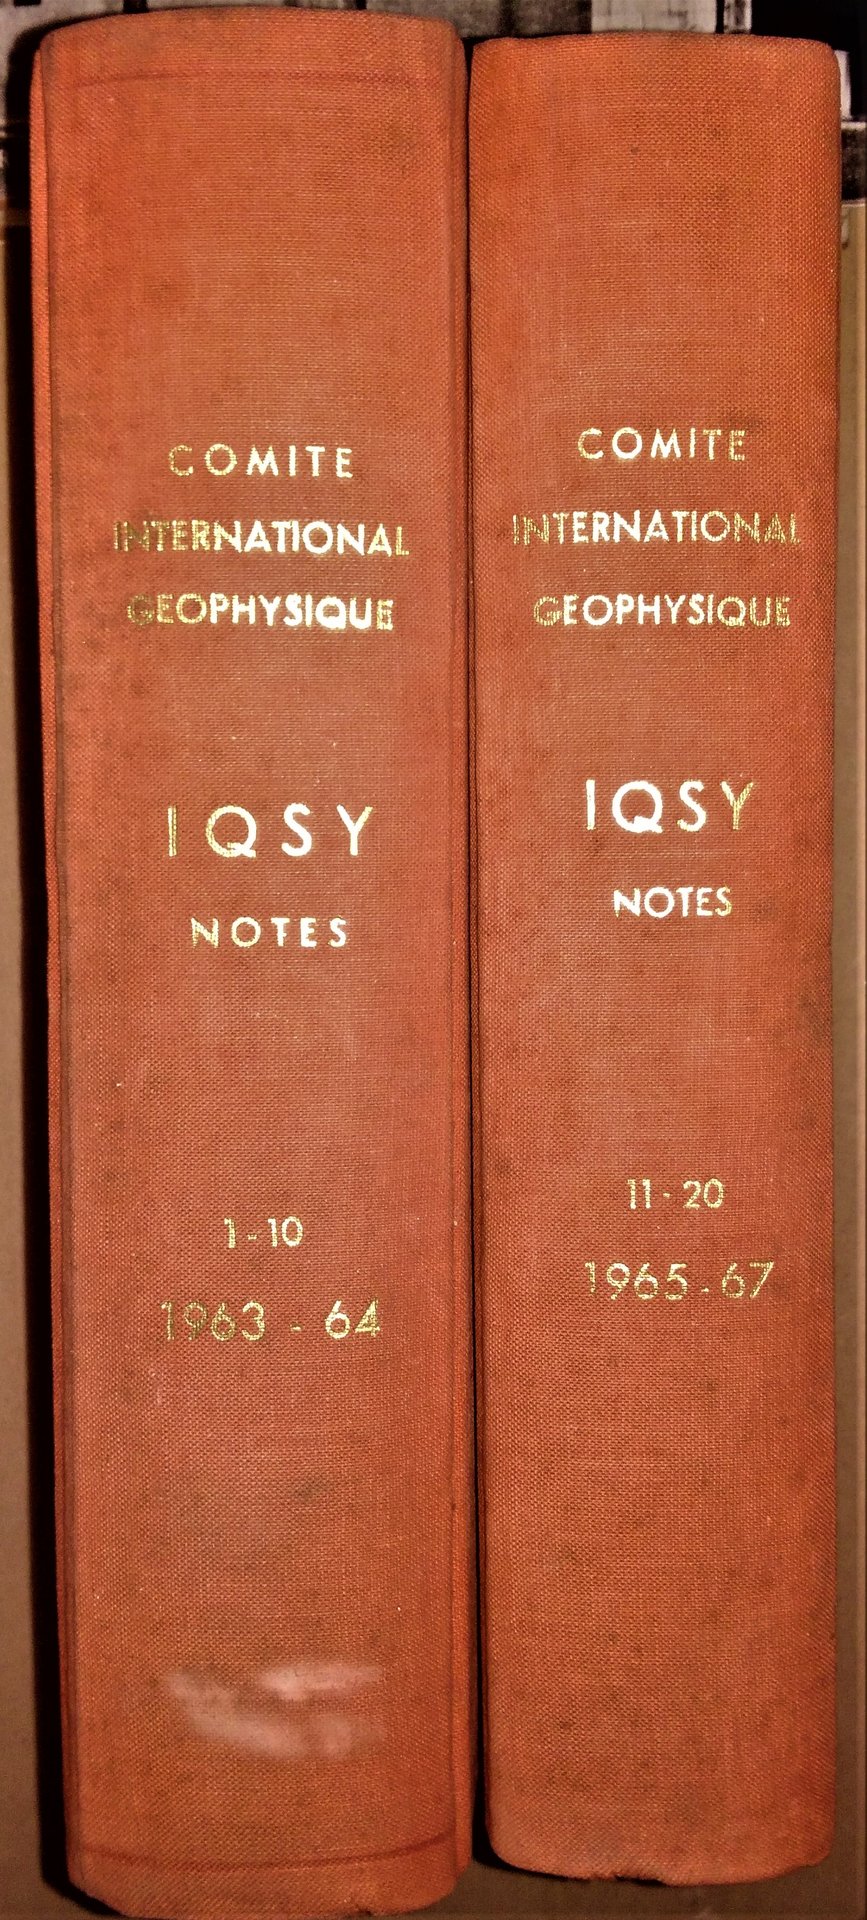 COMITE
INTERNATIONAL
GEOPHYSIQUE
IQSY
NOTES
1-10
1963 - 64
COMITE
INTERNATIONAL
GEOPHYSIQUE
IQSY
NOTES
11-20
1965-67